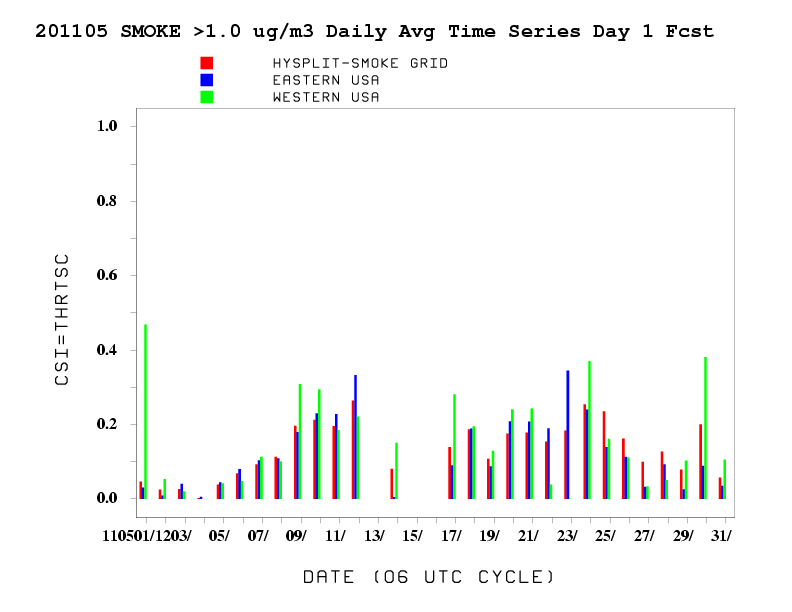 201105 SMOKE >1.0 ug/m3 Daily Avg Time Series Day 1 Fcst
HYSPLIT-SMOKE GRID
EASTERN USA
WESTERN USA
1.0
0.8
0.6
0.4
0.2
0.0
CSI=THRTSC
110501/1203/ 05/ 07/ 09/ 11/ 13/ 15/ 17/ 19/ 21/ 23/ 25/ 27/ 29/ 31/
DATE (06 UTC CYCLE)